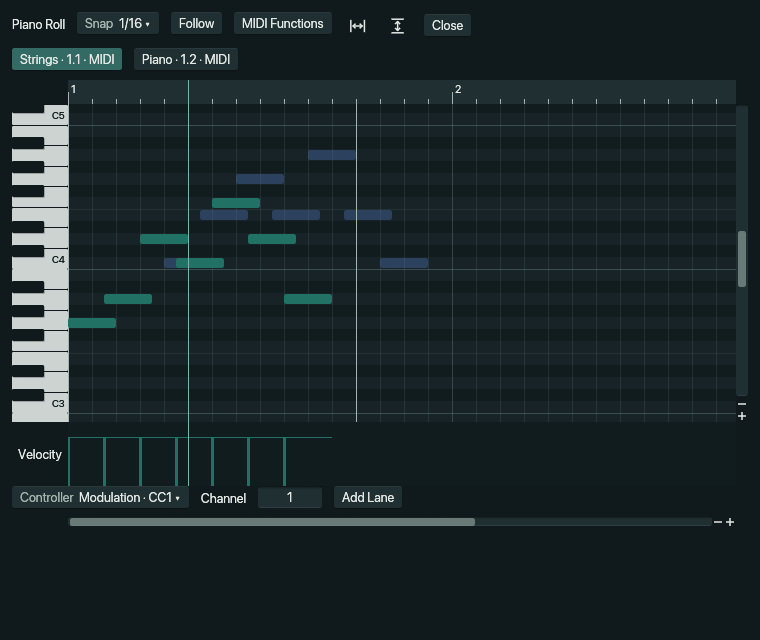 Piano Roll Snap 1/16 Follow MIDI Functions Close
Strings · 1.1 · MIDI Piano · 1.2 · MIDI
1 2
C5
C4
C3
Velocity
Controller Modulation · CC1 Channel 1 Add Lane